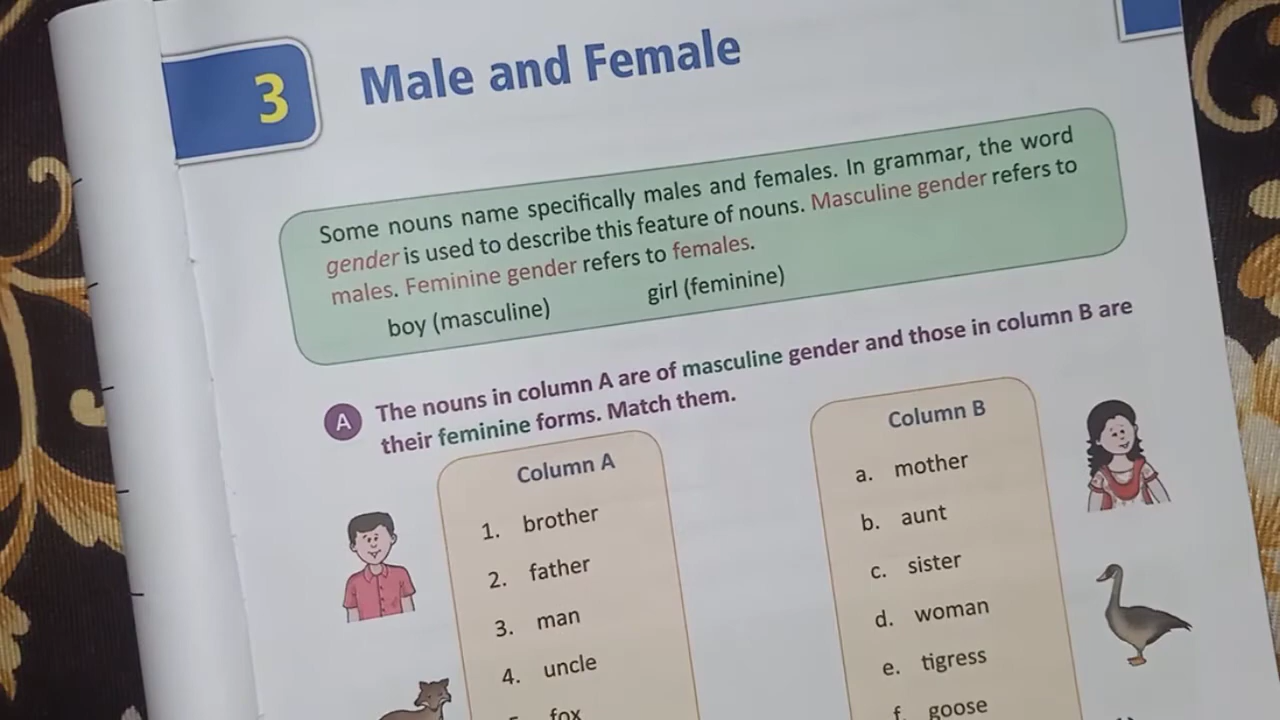 3
Male and Female
Some nouns name specifically males and females. In grammar, the word
gender is used to describe this feature of nouns. Masculine gender refers to
males. Feminine gender refers to females.
boy (masculine) girl (feminine)
A The nouns in column A are of masculine gender and those in column B are
their feminine forms. Match them.
Column A
1. brother
2. father
3. man
4. uncle
fox
Column B
a. mother
b. aunt
c. sister
d. woman
e. tigress
f. goose